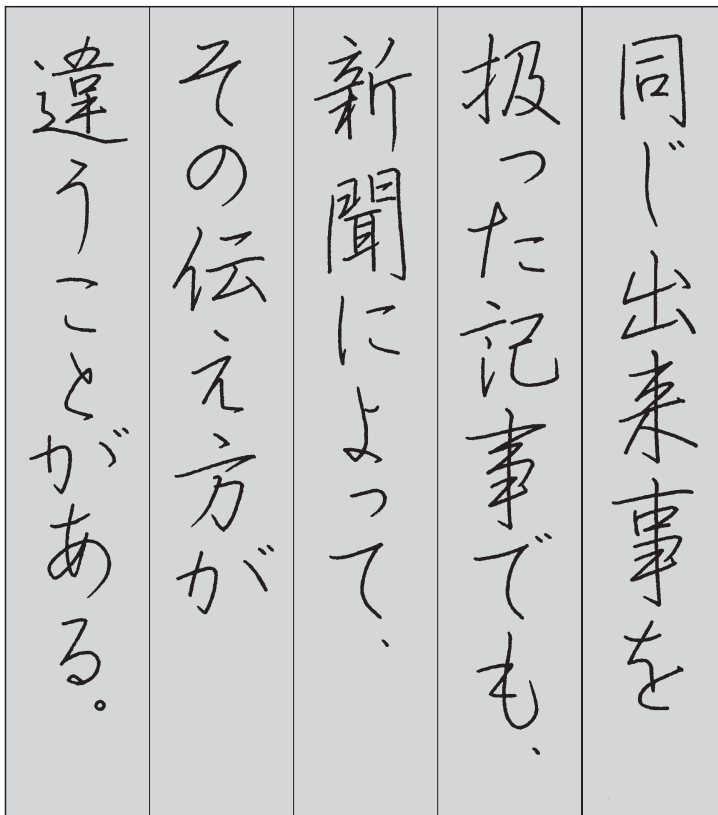 同じ出来事を
扱った記事でも、
新聞によって、
その伝え方が
違うことがある。